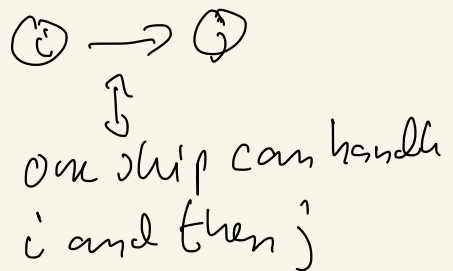 i → j
↕
one ship can handle
i and then j